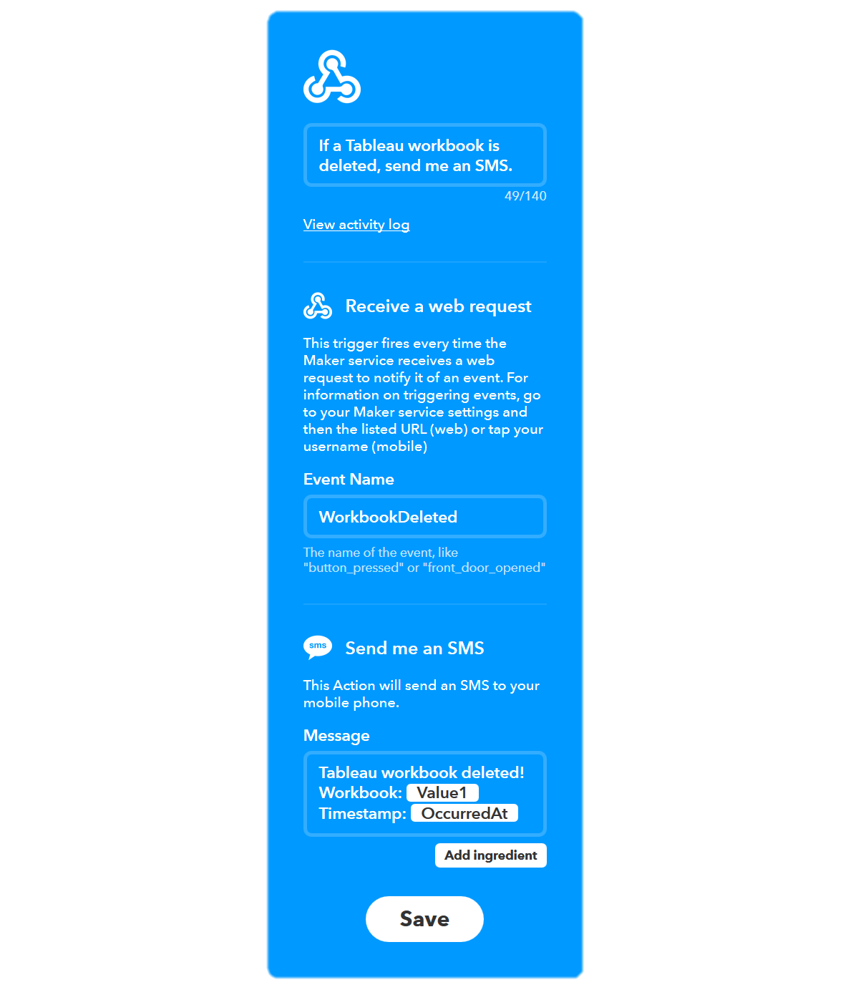 If a Tableau workbook is
deleted, send me an SMS.
49/140
View activity log
Receive a web request
This trigger fires every time the
Maker service receives a web
request to notify it of an event. For
information on triggering events, go
to your Maker service settings and
then the listed URL (web) or tap your
username (mobile)
Event Name
WorkbookDeleted
The name of the event, like
"button_pressed" or "front_door_opened"
sms
Send me an SMS
This Action will send an SMS to your
mobile phone.
Message
Tableau workbook deleted!
Workbook: Value1
Timestamp: OccurredAt
Add ingredient
Save